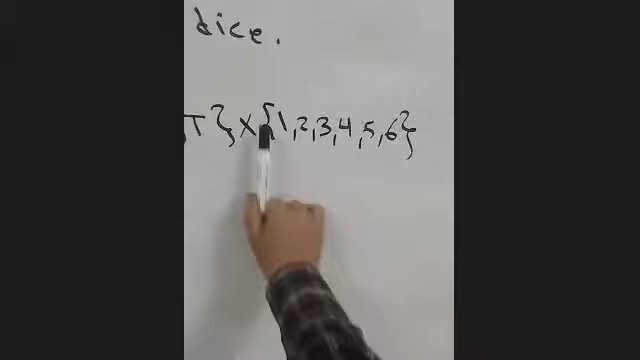 dice.
,T} X {1,2,3,4,5,6}